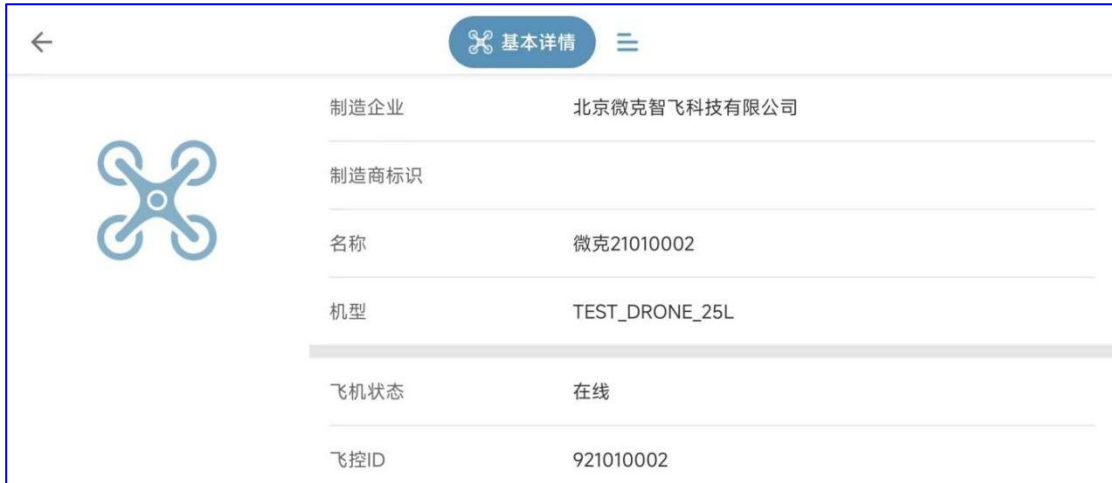 基本详情
制造企业 北京微克智飞科技有限公司
制造商标识
名称 微克21010002
机型 TEST_DRONE_25L
飞机状态 在线
飞控ID 921010002